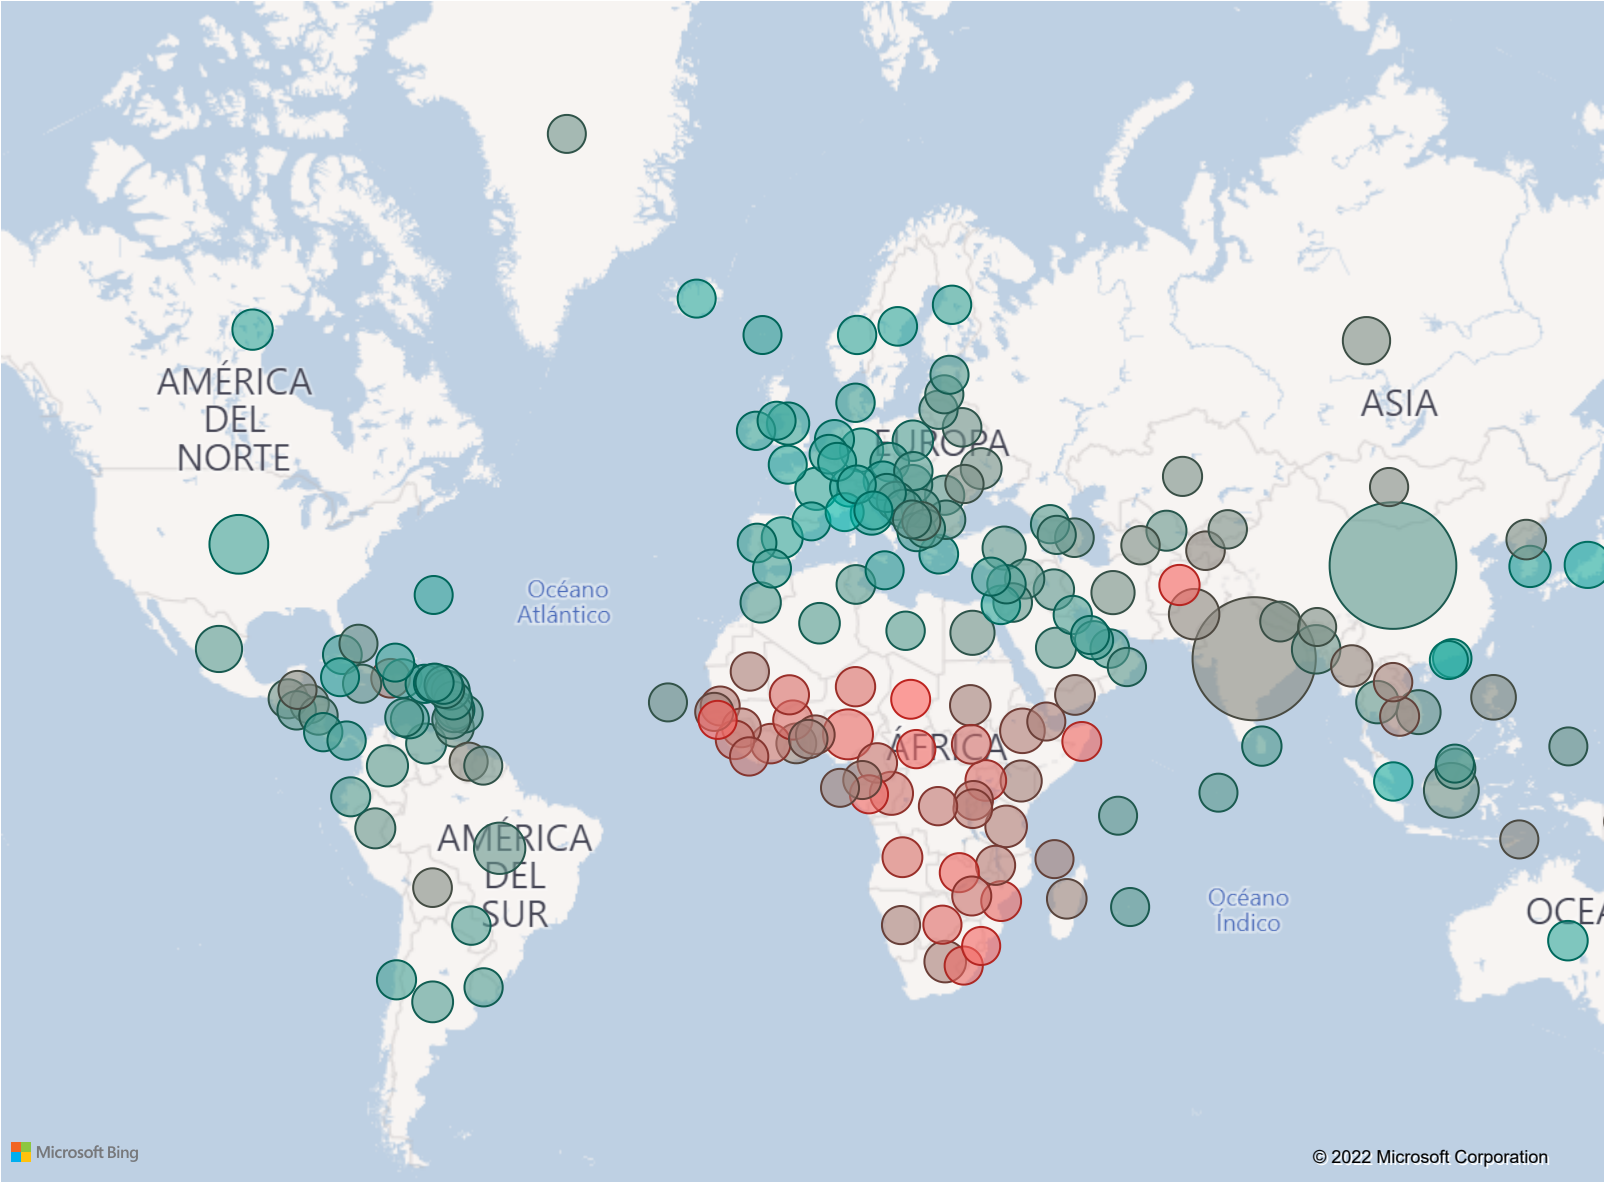 AMÉRICA
DEL
NORTE
Océano
Atlántico
EUROPA
ASIA
ÁFRICA
AMÉRICA
DEL
SUR
Océano
Índico
OCEA
Microsoft Bing
© 2022 Microsoft Corporation